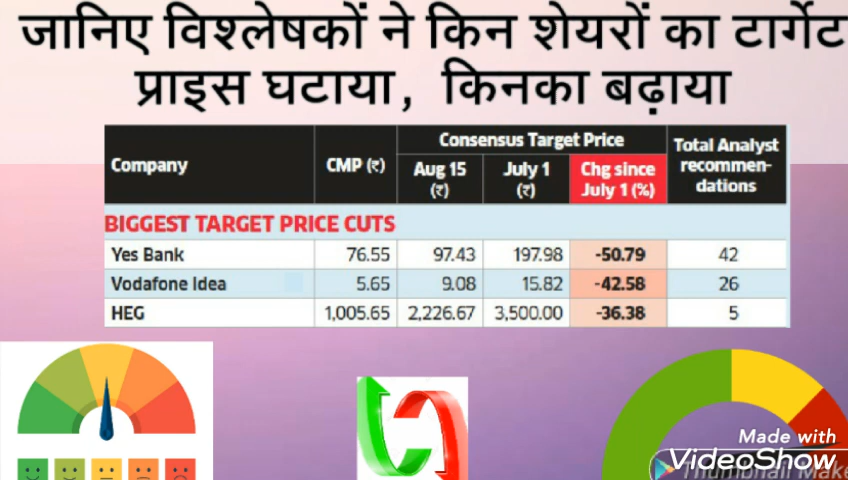 जानिए विश्लेषकों ने किन शेयरों का टार्गेट
प्राइस घटाया, किनका बढ़ाया
Company CMP (₹) Consensus Target Price Total Analyst recommen-dations
Aug 15 (₹) July 1 (₹) Chg since July 1 (%)
BIGGEST TARGET PRICE CUTS
Yes Bank 76.55 97.43 197.98 -50.79 42
Vodafone Idea 5.65 9.08 15.82 -42.58 26
HEG 1,005.65 2,226.67 3,500.00 -36.38 5
Made with
VideoShow